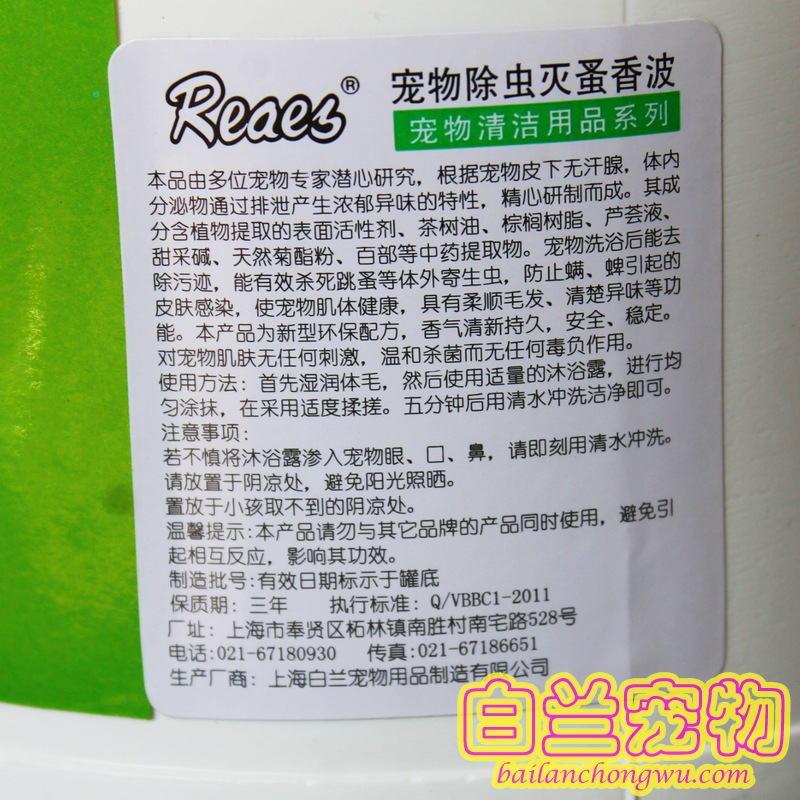 Reaes®
宠物除虫灭蚤香波
宠物清洁用品系列
本品由多位宠物专家潜心研究，根据宠物皮下无汗腺，体内
分泌物通过排泄产生浓郁异味的特性，精心研制而成。其成
分含植物提取的表面活性剂、茶树油、棕榈树脂、芦荟液、
甜采碱、天然菊酯粉、百部等中药提取物。宠物洗浴后能去
除污迹，能有效杀死跳蚤等体外寄生虫，防止螨、蜱引起的
皮肤感染，使宠物肌体健康，具有柔顺毛发、清楚异味等功
能。本产品为新型环保配方，香气清新持久，安全、稳定。
对宠物肌肤无任何刺激，温和杀菌而无任何毒负作用。
使用方法：首先湿润体毛，然后使用适量的沐浴露，进行均
匀涂抹，在采用适度揉搓。五分钟后用清水冲洗洁净即可。
注意事项：
若不慎将沐浴露渗入宠物眼、口、鼻，请即刻用清水冲洗。
请放置于阴凉处，避免阳光照晒。
置放于小孩取不到的阴凉处。
温馨提示：本产品请勿与其它品牌的产品同时使用，避免引
起相互反应，影响其功效。
制造批号：有效日期标示于罐底
保质期：三年 执行标准：Q/VBBC1-2011
厂址：上海市奉贤区柘林镇南胜村南宅路528号
电话:021-67180930 传真:021-67186651
生产厂商：上海白兰宠物用品制造有限公司
白兰宠物
bailanchongwu.com